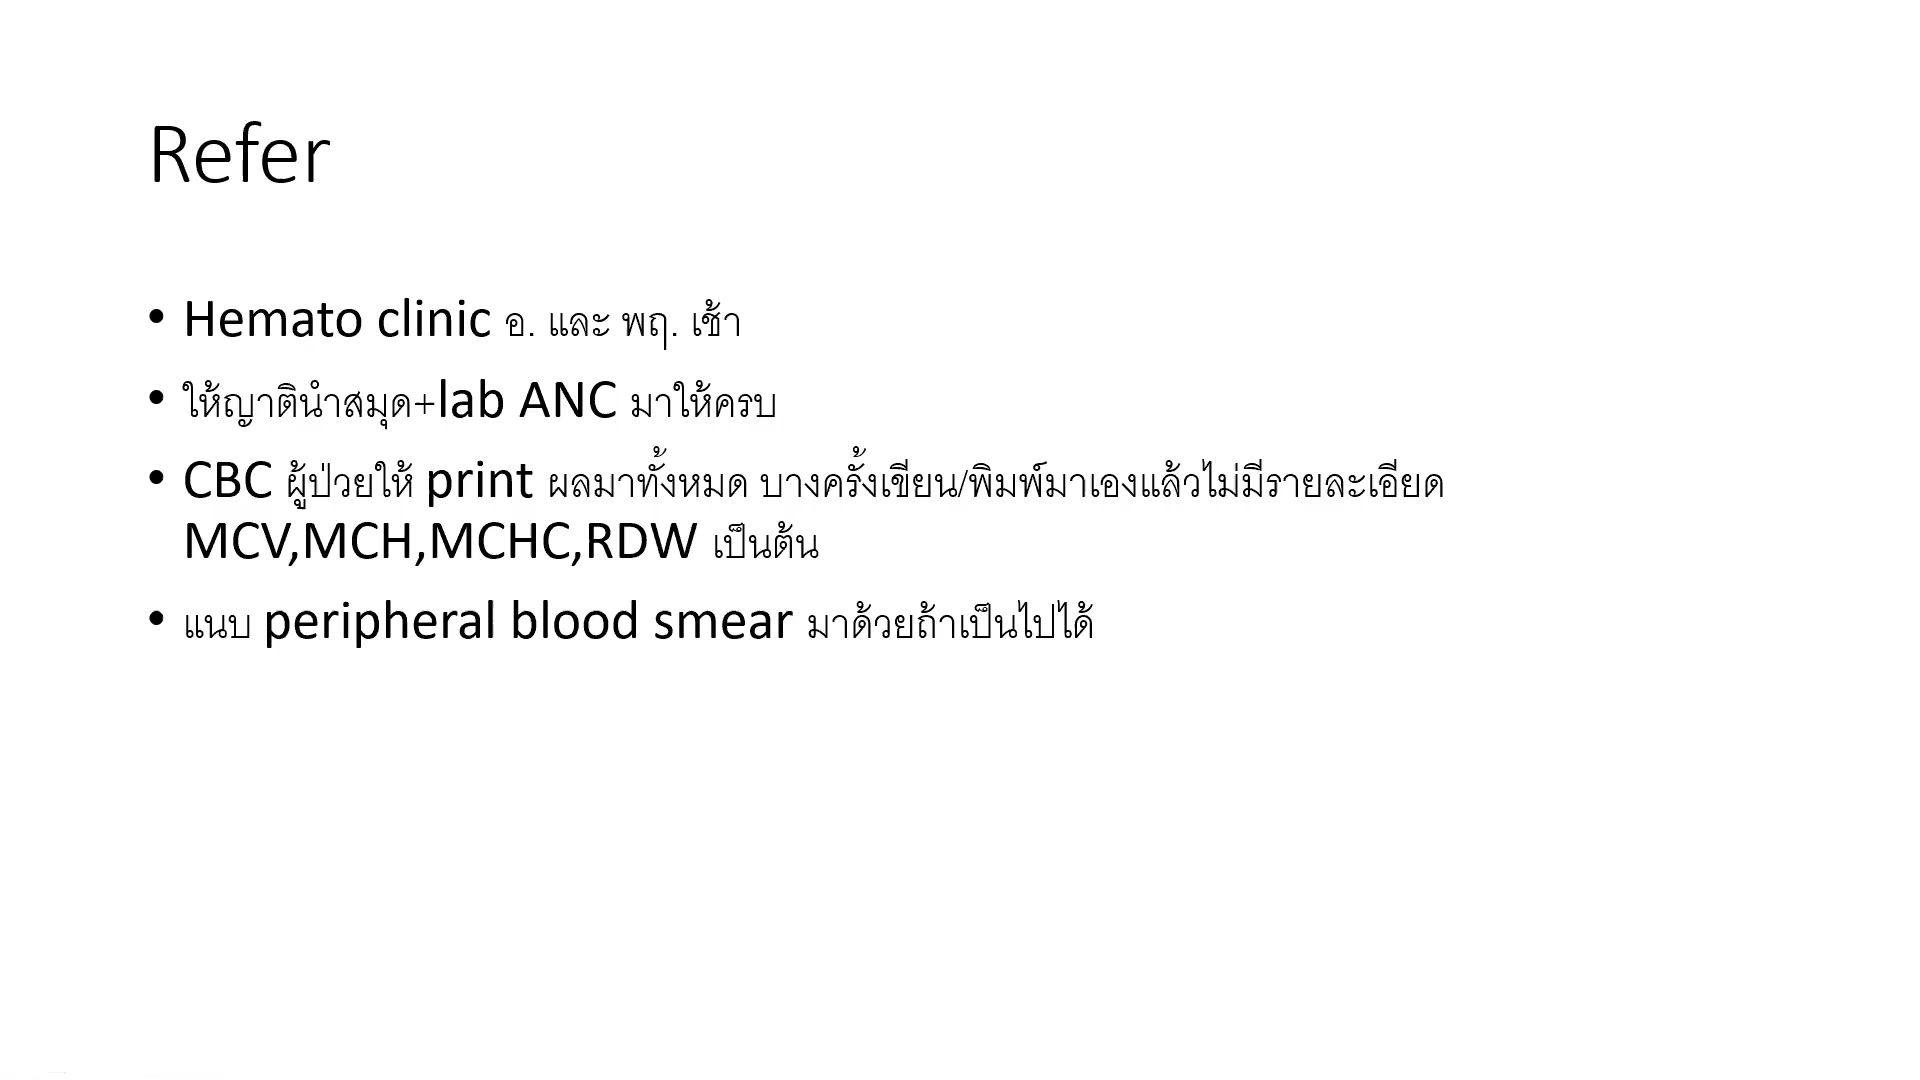 Refer
• Hemato clinic อ. และ พฤ. เช้า
• ให้ญาตินำสมุด+lab ANC มาให้ครบ
• CBC ผู้ป่วยให้ print ผลมาทั้งหมด บางครั้งเขียน/พิมพ์มาเองแล้วไม่มีรายละเอียด
MCV,MCH,MCHC,RDW เป็นต้น
• แนบ peripheral blood smear มาด้วยถ้าเป็นไปได้